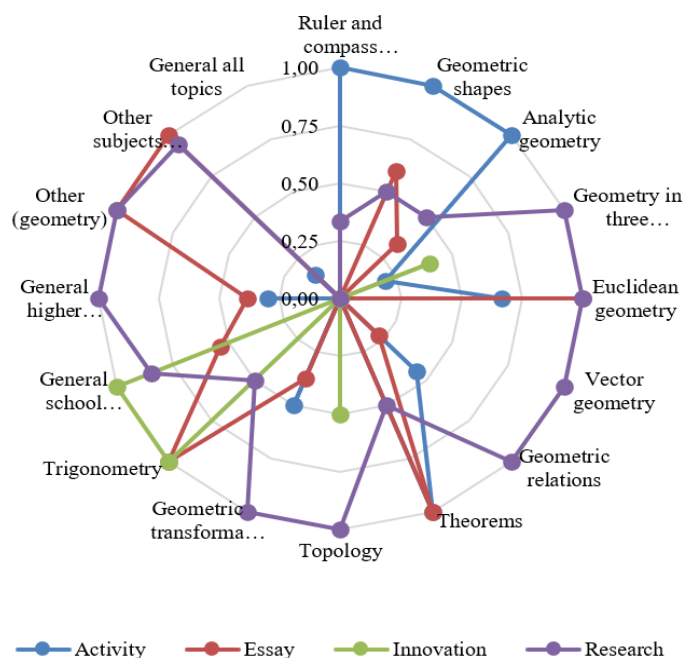 Ruler and
compass…
Geometric
shapes
Analytic
geometry
Geometry in
three…
Euclidean
geometry
Vector
geometry
Geometric
relations
Theorems
Topology
Geometric
transforma…
Trigonometry
General
school…
General
higher…
Other
(geometry)
Other
subjects…
General all
topics
1,00
0,75
0,50
0,25
0,00
Activity
Essay
Innovation
Research